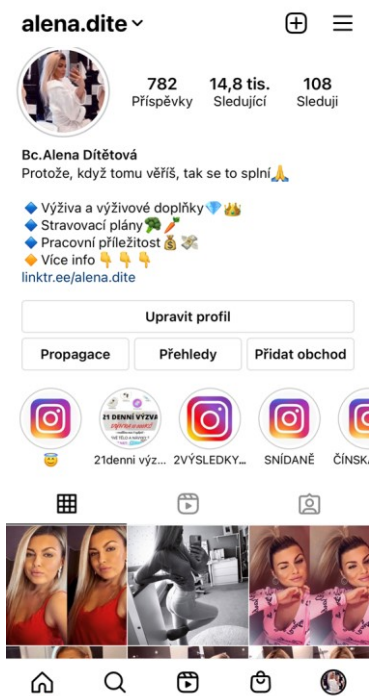 alena.dite
782 14,8 tis. 108
Příspěvky Sledující Sleduji
Bc.Alena Dítětová
Protože, když tomu věříš, tak se to splní🙏
🔷 Výživa a výživové doplňky💎👑
🔷 Stravovací plány🥦🥕
🔷 Pracovní příležitost💰💸
🔶 Více info👇👇👇
linktr.ee/alena.dite
Upravit profil
Propagace Přehledy Přidat obchod
21 DENNÍ VÝZVA
😇 21denni výz... 2VÝSLEDKY... SNÍDANĚ ČÍNSK